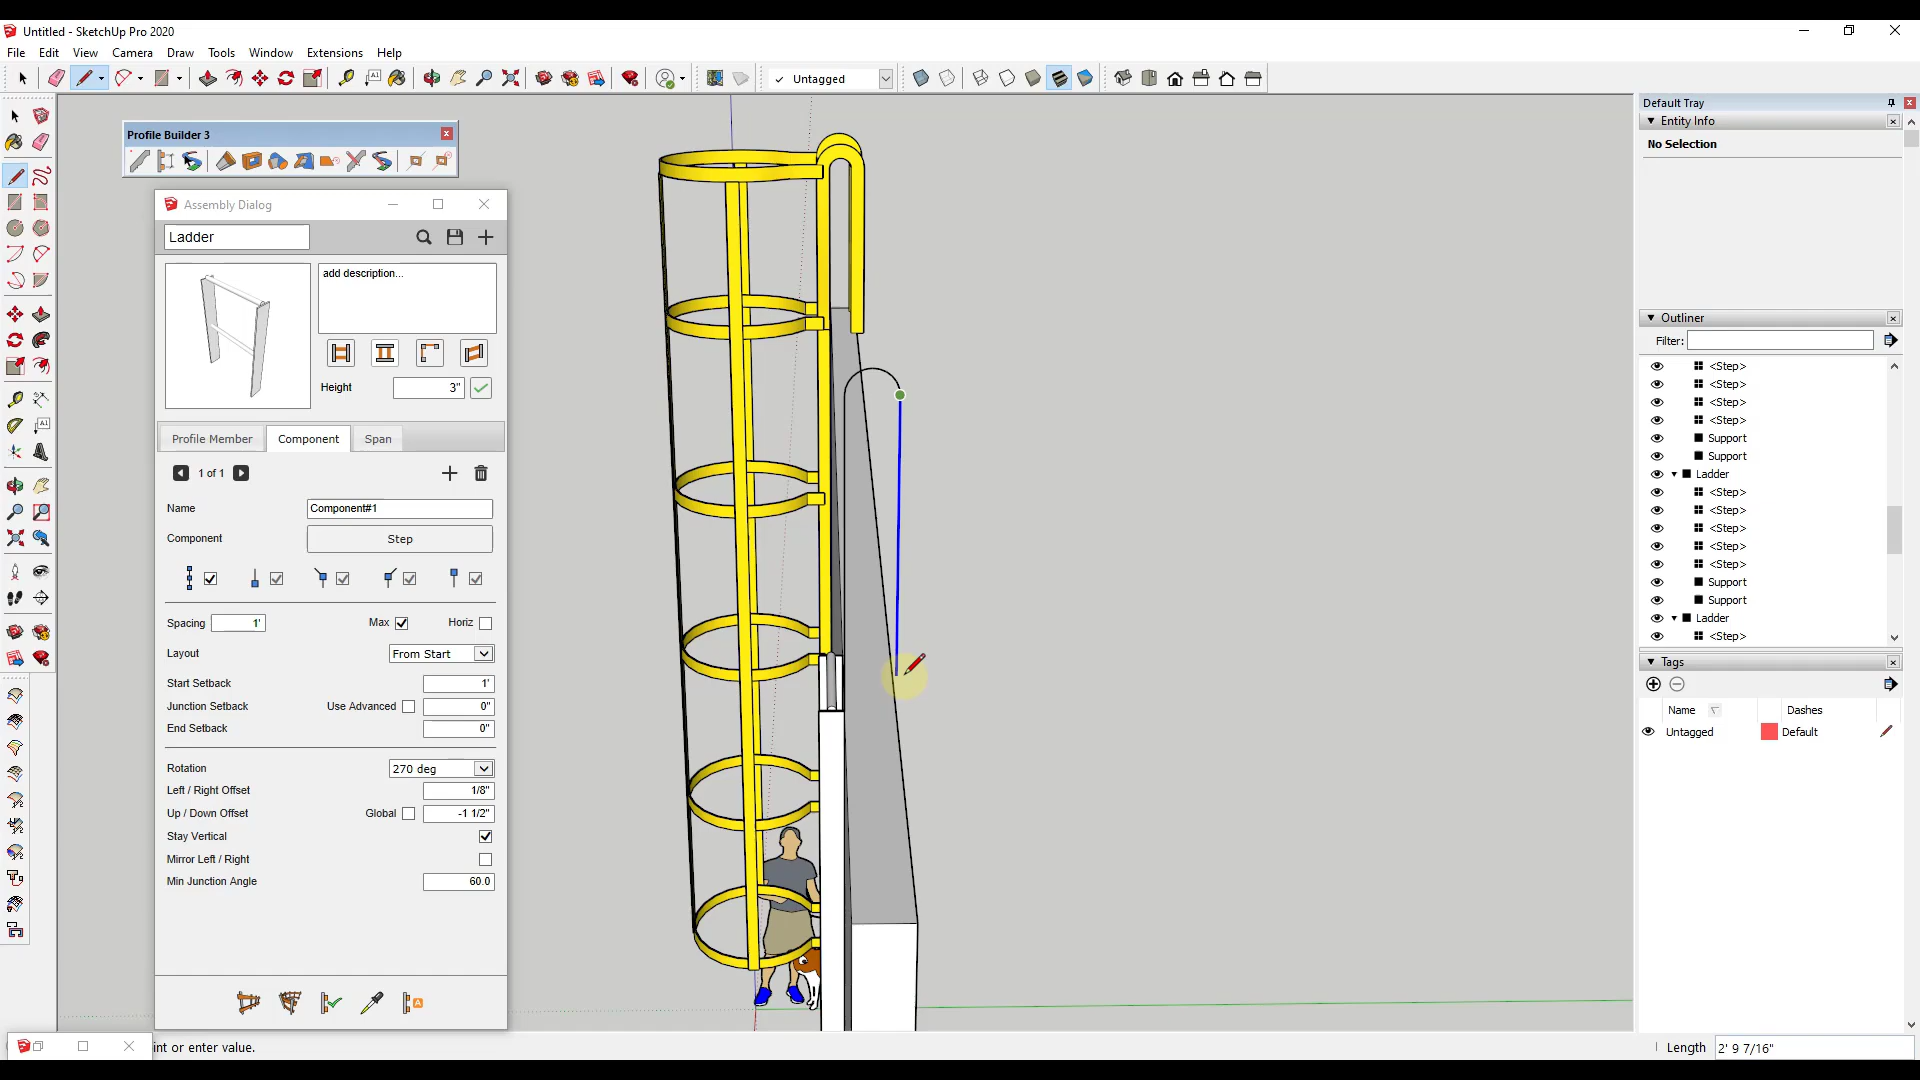 Untitled - SketchUp Pro 2020
File Edit View Camera Draw Tools Window Extensions Help
Untagged
Profile Builder 3
Assembly Dialog
Ladder
add description...
Height 3"
Profile Member Component Span
1 of 1
Name Component#1
Component Step
Spacing 1' Max Horiz
Layout From Start
Start Setback 1'
Junction Setback Use Advanced 0"
End Setback 0"
Rotation 270 deg
Left / Right Offset 1/8"
Up / Down Offset Global -1 1/2"
Stay Vertical
Mirror Left / Right
Min Junction Angle 60.0
int or enter value.
Default Tray
Entity Info
No Selection
Outliner
Filter:
<Step>
<Step>
<Step>
<Step>
Support
Support
Ladder
<Step>
<Step>
<Step>
<Step>
<Step>
Support
Support
Ladder
<Step>
Tags
Name Dashes
Untagged Default
Length 2' 9 7/16"